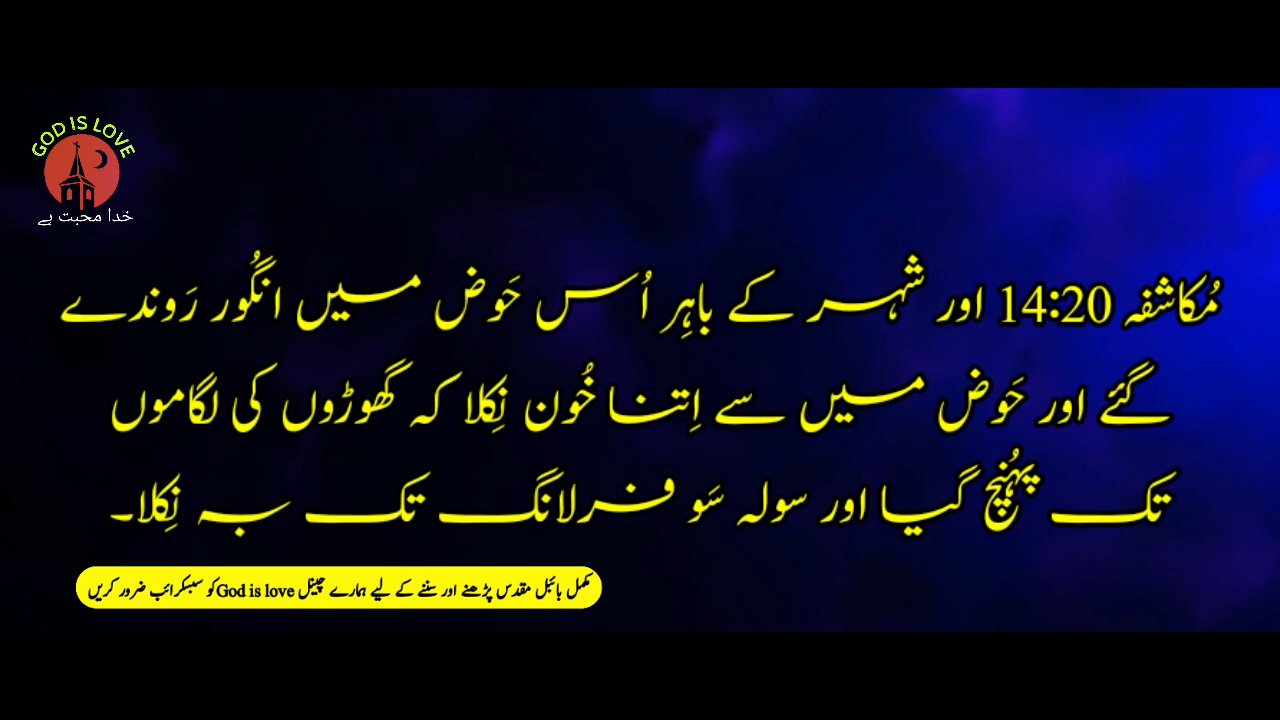 GOD IS LOVE
خدا محبت ہے
مُکاشفہ 14:20 اور شہر کے باہِر اُس حَوض میں انگُور رَوندے
گئے اور حَوض میں سے اِتنا خُون نِکلا کہ گھوڑوں کی لگاموں
تک پہُنچ گیا اور سولہ سَو فرلانگ تک بہ نِکلا۔
مکمل بائبل مقدس پڑھنے اور سننے کے لیے ہمارے چینل God is love کو سبسکرائب ضرور کریں